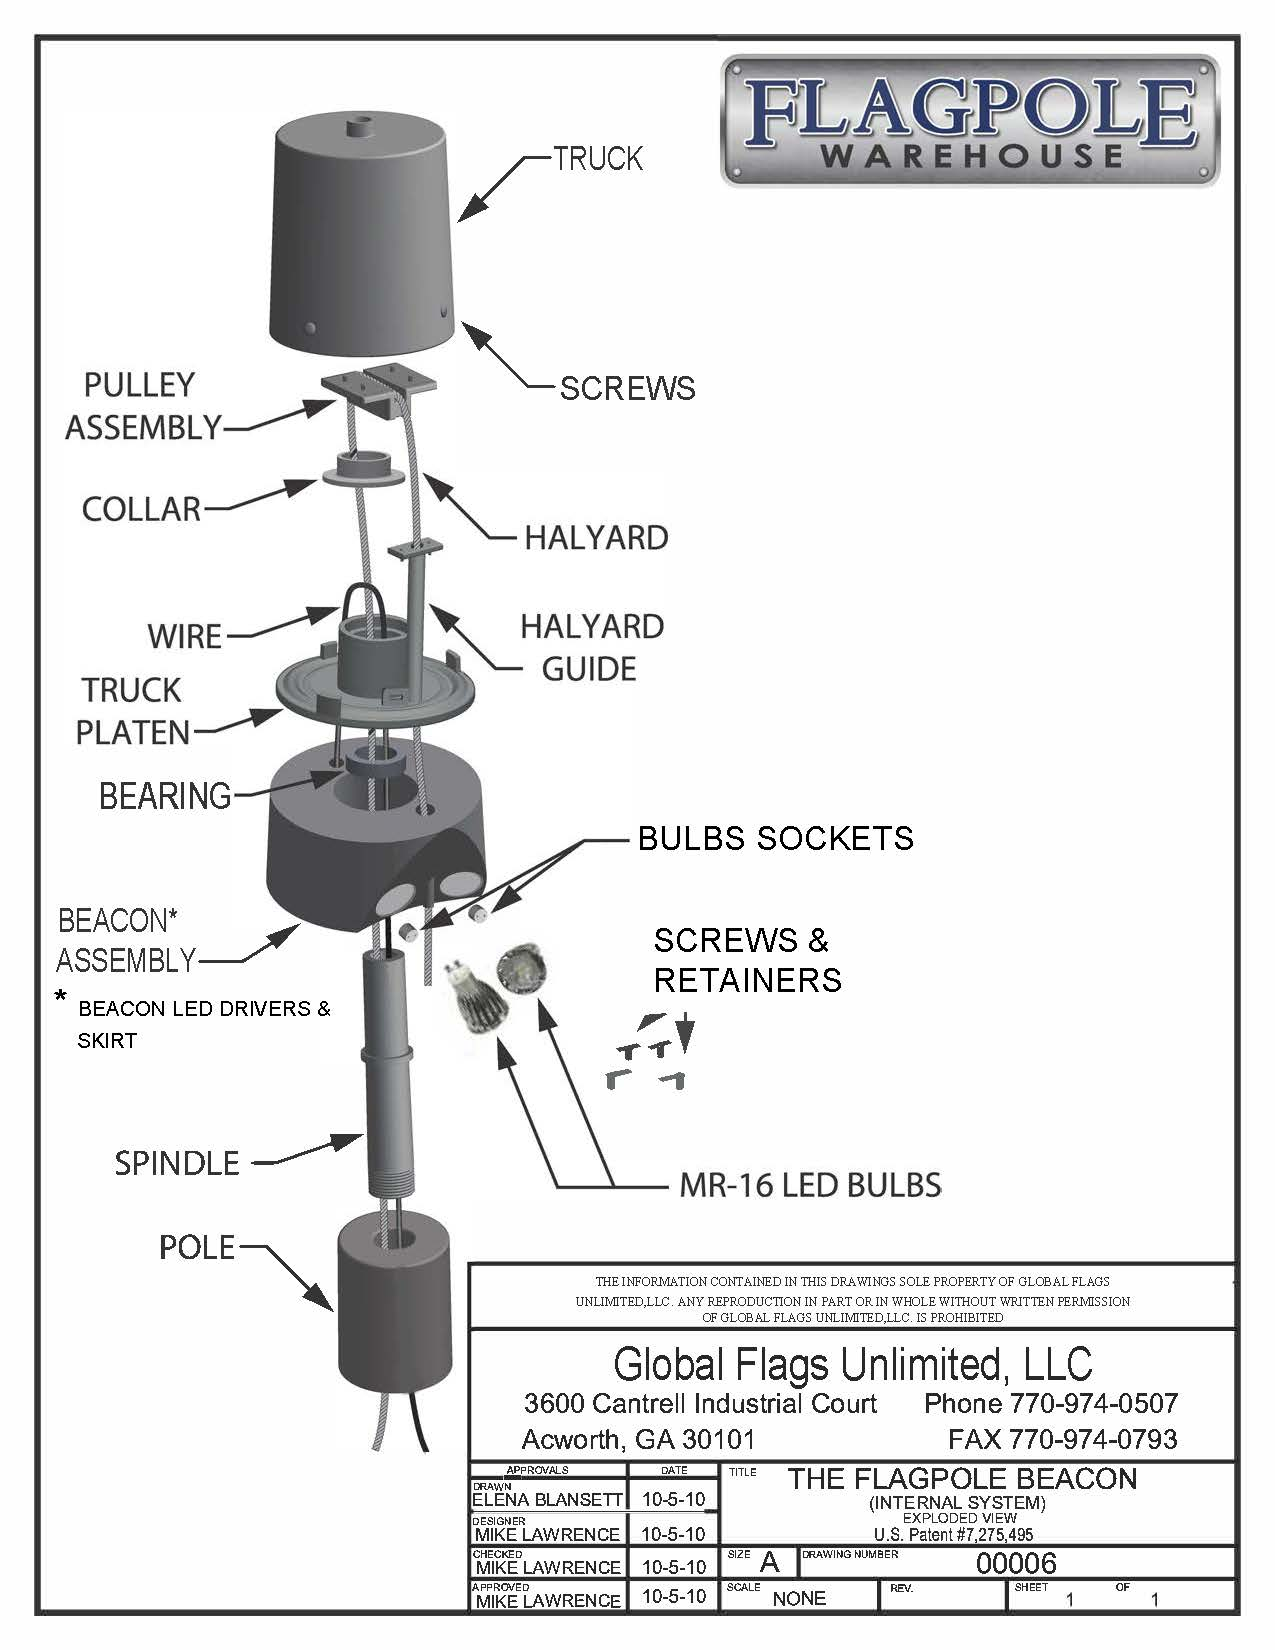 FLAGPOLE
WAREHOUSE
TRUCK
SCREWS
PULLEY
ASSEMBLY
COLLAR
HALYARD
WIRE
HALYARD
GUIDE
TRUCK
PLATEN
BEARING
BULBS SOCKETS
BEACON*
ASSEMBLY
* BEACON LED DRIVERS &
SKIRT
SCREWS &
RETAINERS
SPINDLE
MR-16 LED BULBS
POLE
THE INFORMATION CONTAINED IN THIS DRAWINGS SOLE PROPERTY OF GLOBAL FLAGS
UNLIMITED,LLC. ANY REPRODUCTION IN PART OR IN WHOLE WITHOUT WRITTEN PERMISSION
OF GLOBAL FLAGS UNLIMITED,LLC. IS PROHIBITED
Global Flags Unlimited, LLC
3600 Cantrell Industrial Court Phone 770-974-0507
Acworth, GA 30101 FAX 770-974-0793
APPROVALS DATE
DRAWN
ELENA BLANSETT 10-5-10
DESIGNER
MIKE LAWRENCE 10-5-10
CHECKED
MIKE LAWRENCE 10-5-10
APPROVED
MIKE LAWRENCE 10-5-10
TITLE THE FLAGPOLE BEACON
(INTERNAL SYSTEM)
EXPLODED VIEW
U.S. Patent #7,275,495
SIZE A DRAWING NUMBER 00006
SCALE NONE REV. SHEET 1 OF 1